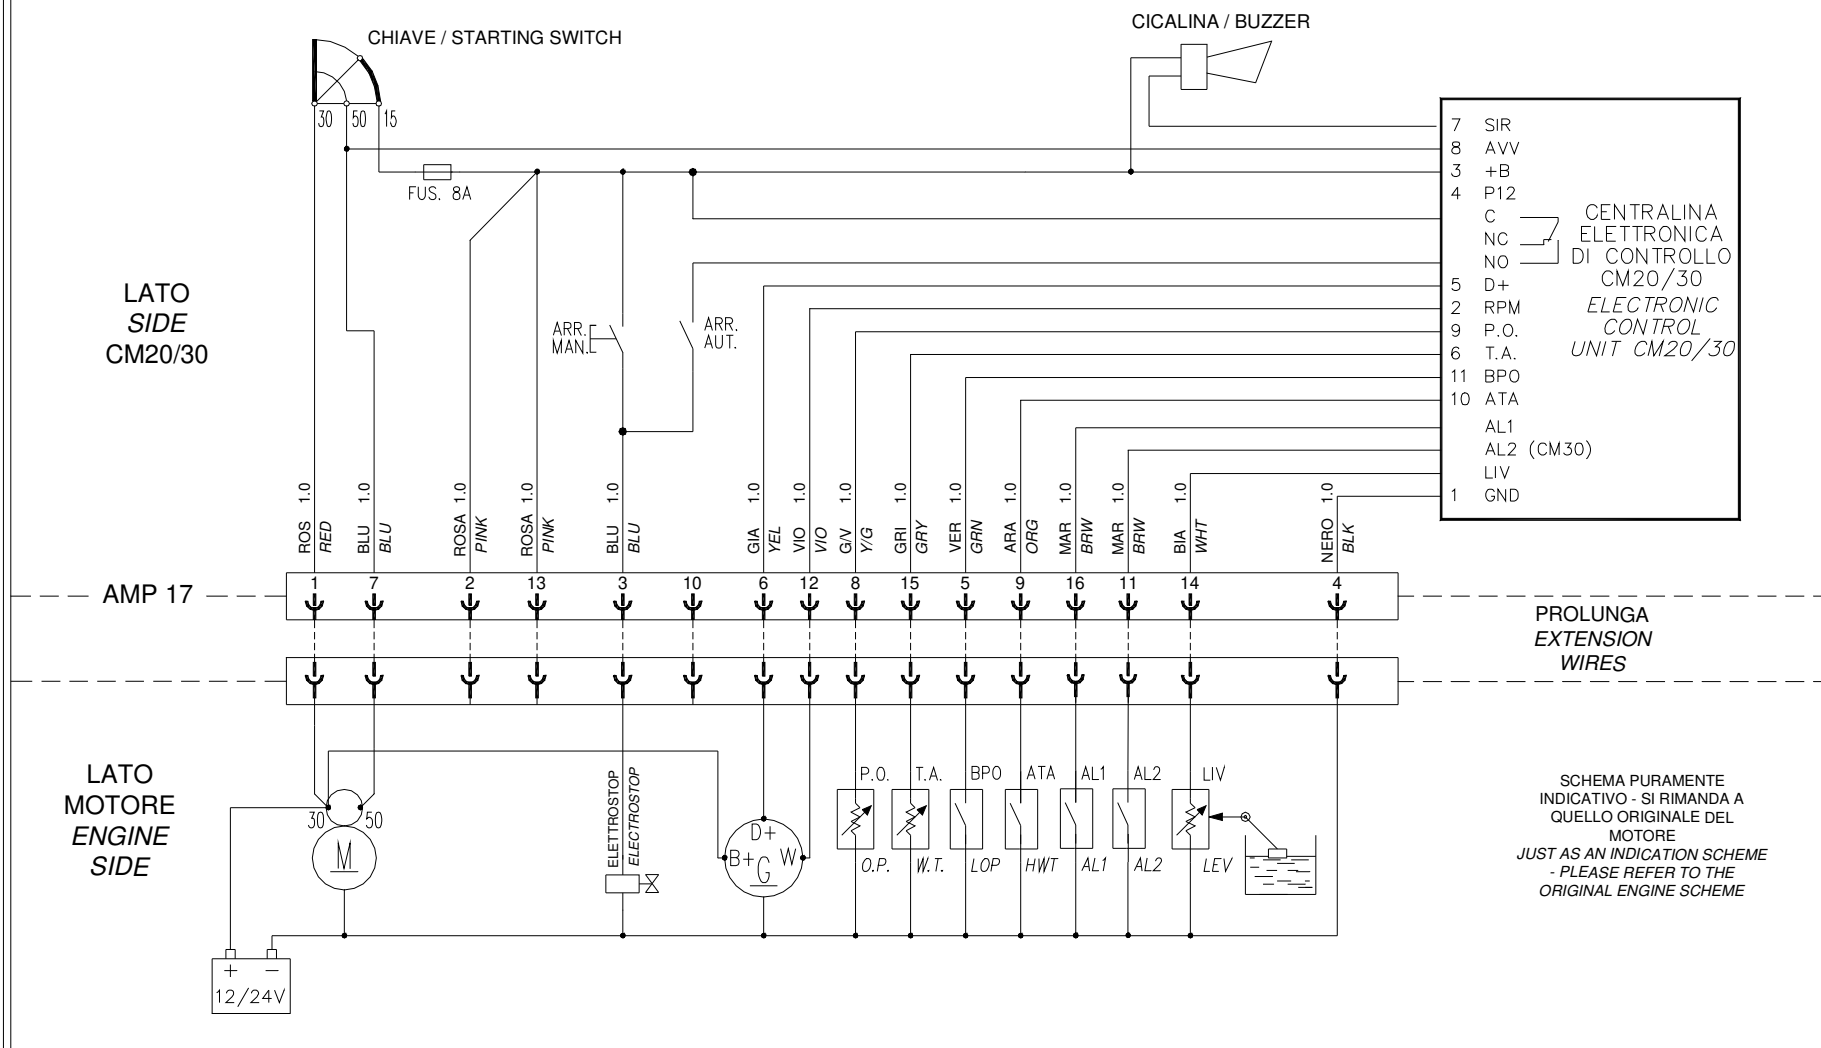 CICALINA / BUZZER
CHIAVE / STARTING SWITCH
30 50 15
FUS. 8A
7 SIR
8 AVV
3 +B
4 P12
C
NC
NO
5 D+
2 RPM
9 P.O.
6 T.A.
11 BPO
10 ATA
AL1
AL2 (CM30)
LIV
1 GND
CENTRALINA
ELETTRONICA
DI CONTROLLO
CM20/30
ELECTRONIC
CONTROL
UNIT CM20/30
LATO
SIDE
CM20/30
ARR.
MAN.
ARR.
AUT.
ROS 1.0
RED
BLU 1.0
BLU
ROSA 1.0
PINK
ROSA 1.0
PINK
BLU 1.0
BLU
GIA 1.0
YEL
VIO 1.0
VIO
G/V 1.0
Y/G
GRI 1.0
GRY
VER 1.0
GRN
ARA 1.0
ORG
MAR 1.0
BRW
MAR 1.0
BRW
BIA 1.0
WHT
NERO 1.0
BLK
AMP 17
1 7 2 13 3 10 6 12 8 15 5 9 16 11 14 4
PROLUNGA
EXTENSION
WIRES
LATO
MOTORE
ENGINE
SIDE
30 50
M
+ −
12/24V
ELETTROSTOP
ELECTROSTOP
D+
B+ G W
P.O. T.A. BPO ATA AL1 AL2 LIV
O.P. W.T. LOP HWT AL1 AL2 LEV
SCHEMA PURAMENTE
INDICATIVO - SI RIMANDA A
QUELLO ORIGINALE DEL
MOTORE
JUST AS AN INDICATION SCHEME
- PLEASE REFER TO THE
ORIGINAL ENGINE SCHEME